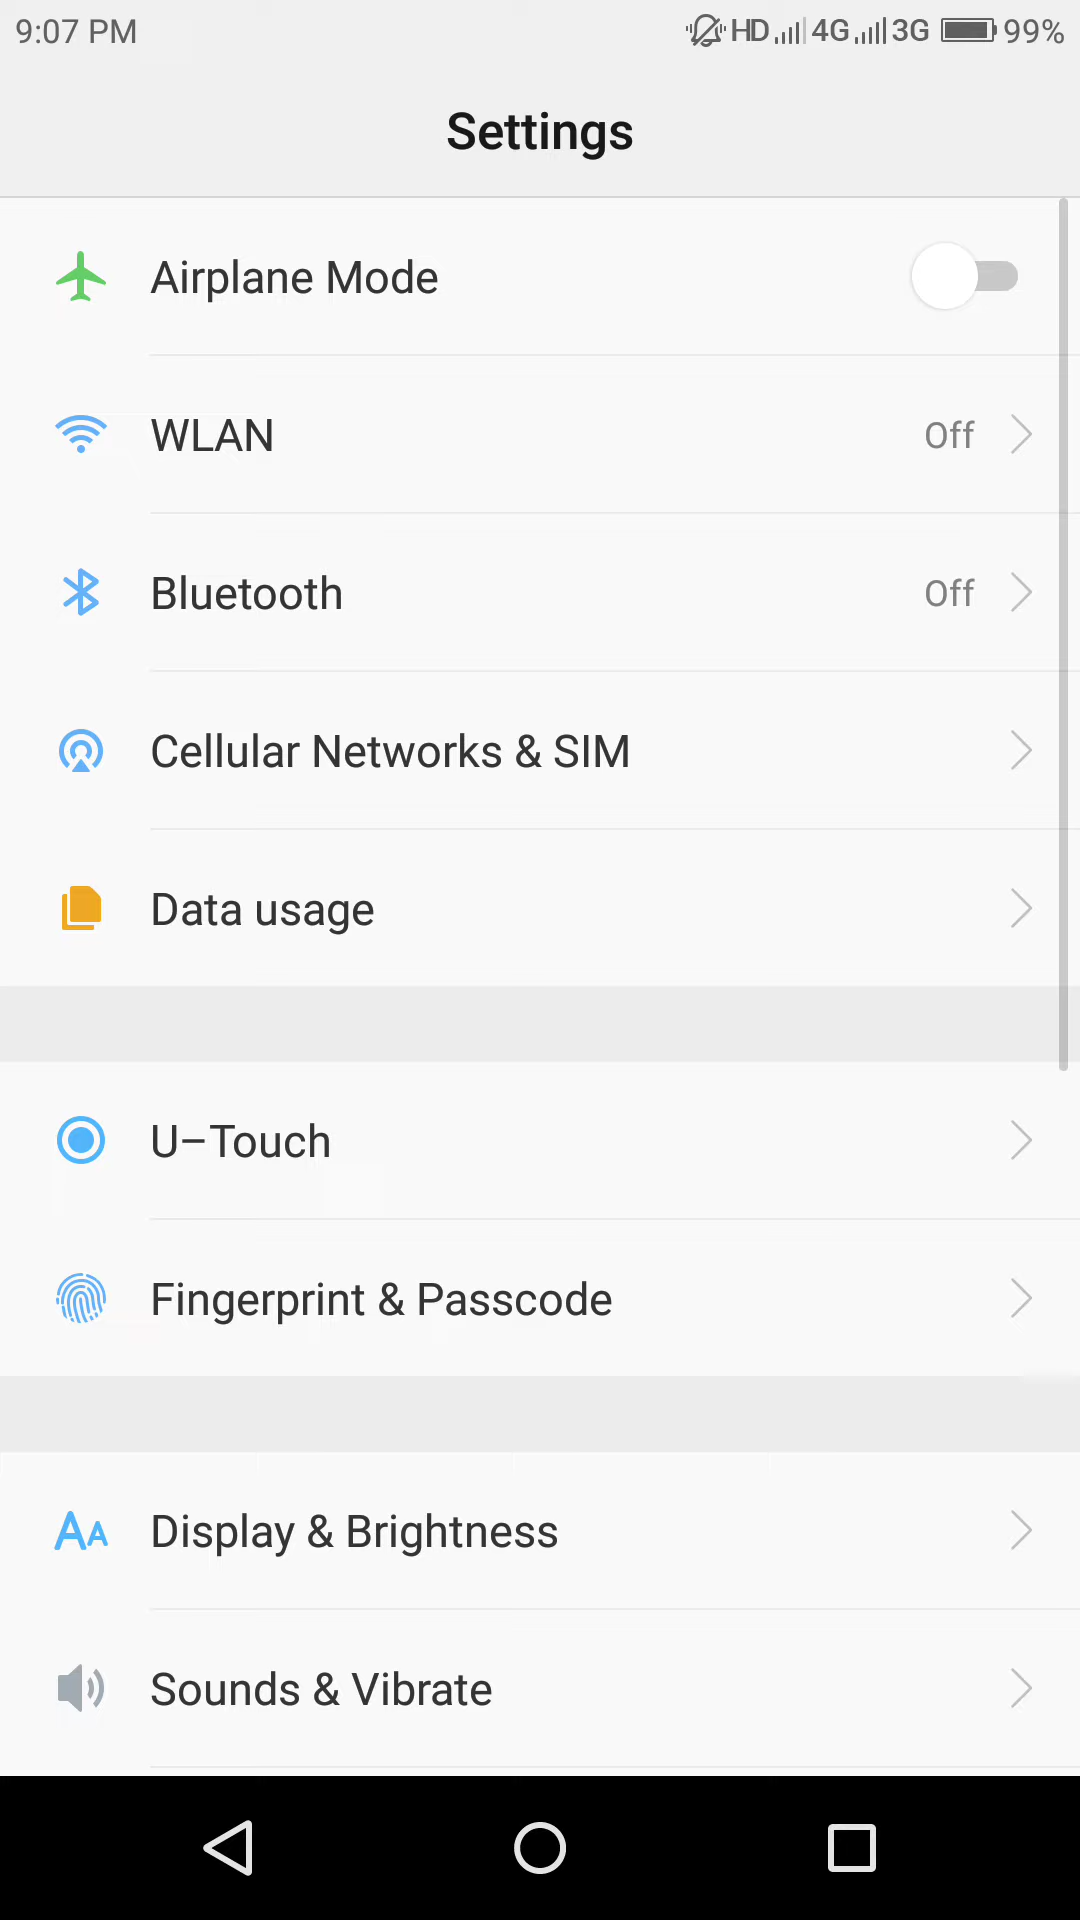 9:07 PM HD 4G 3G 99%
Settings
Airplane Mode
WLAN Off
Bluetooth Off
Cellular Networks & SIM
Data usage
U–Touch
Fingerprint & Passcode
AA Display & Brightness
Sounds & Vibrate